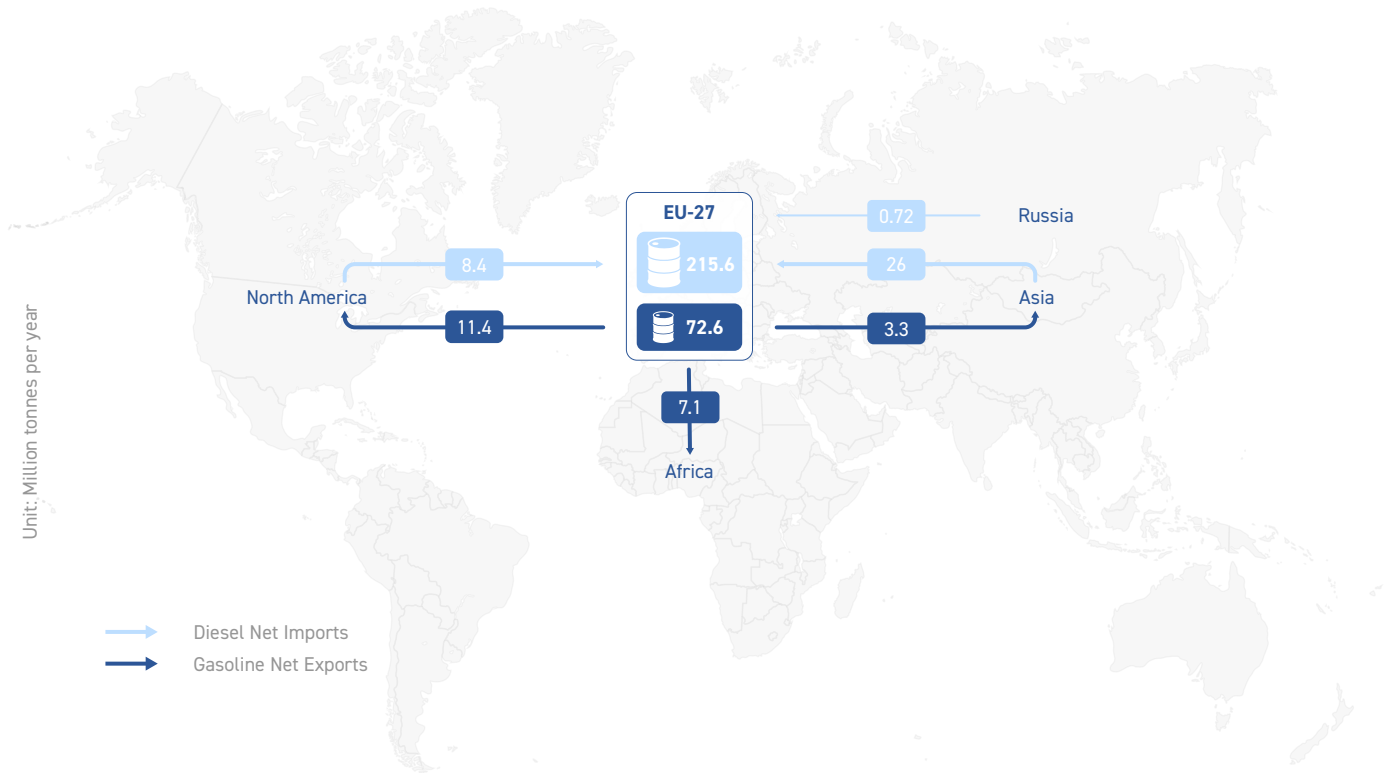 EU-27
0.72
Russia
215.6
8.4
26
North America
Asia
72.6
11.4
3.3
7.1
Africa
Unit: Million tonnes per year
Diesel Net Imports
Gasoline Net Exports